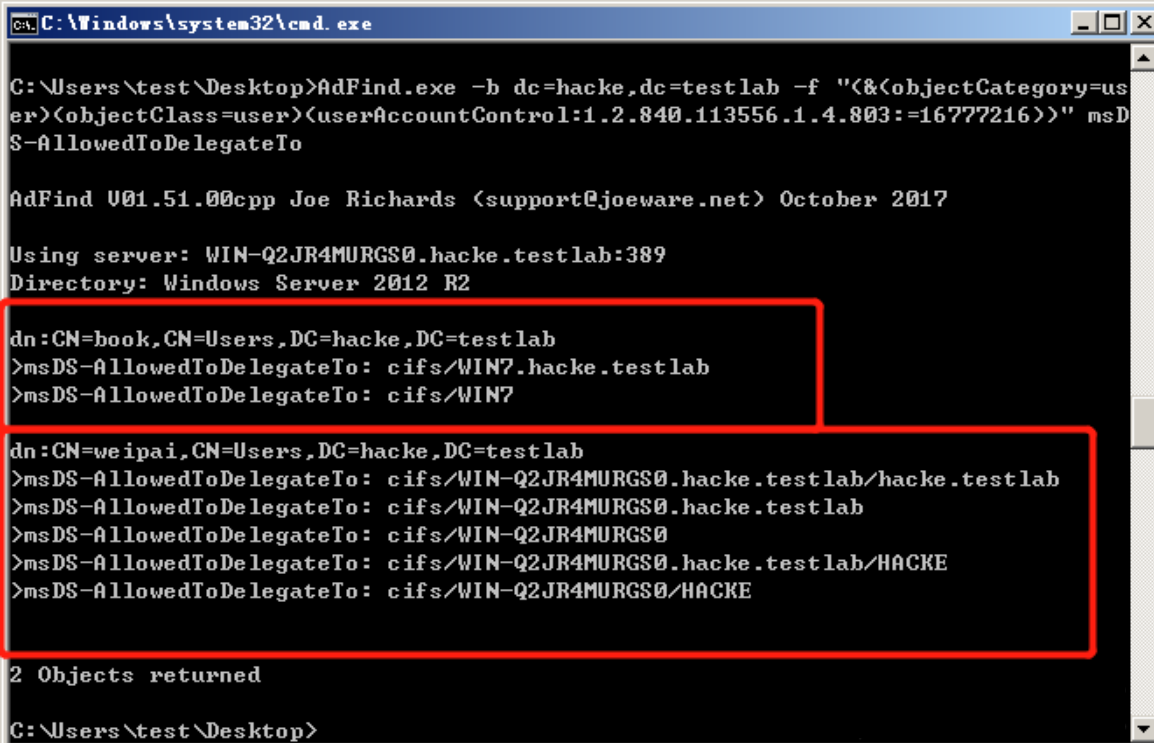 C:\Windows\system32\cmd.exe
C:\Users\test\Desktop>AdFind.exe -b dc=hacke,dc=testlab -f "(&(objectCategory=us
er)(objectClass=user)(userAccountControl:1.2.840.113556.1.4.803:=16777216))" msD
S-AllowedToDelegateTo
AdFind V01.51.00cpp Joe Richards (support@joeware.net) October 2017
Using server: WIN-Q2JR4MURGS0.hacke.testlab:389
Directory: Windows Server 2012 R2
dn:CN=book,CN=Users,DC=hacke,DC=testlab
>msDS-AllowedToDelegateTo: cifs/WIN7.hacke.testlab
>msDS-AllowedToDelegateTo: cifs/WIN7
dn:CN=weipai,CN=Users,DC=hacke,DC=testlab
>msDS-AllowedToDelegateTo: cifs/WIN-Q2JR4MURGS0.hacke.testlab/hacke.testlab
>msDS-AllowedToDelegateTo: cifs/WIN-Q2JR4MURGS0.hacke.testlab
>msDS-AllowedToDelegateTo: cifs/WIN-Q2JR4MURGS0
>msDS-AllowedToDelegateTo: cifs/WIN-Q2JR4MURGS0.hacke.testlab/HACKE
>msDS-AllowedToDelegateTo: cifs/WIN-Q2JR4MURGS0/HACKE
2 Objects returned
C:\Users\test\Desktop>